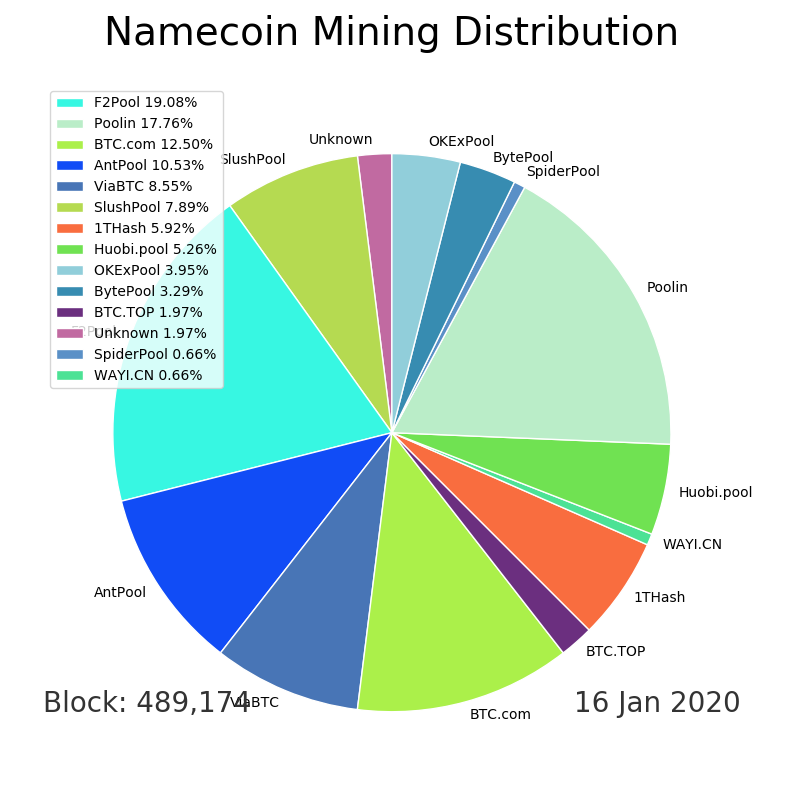 Namecoin Mining Distribution
F2Pool 19.08%
Poolin 17.76%
BTC.com 12.50%
AntPool 10.53%
ViaBTC 8.55%
SlushPool 7.89%
1THash 5.92%
Huobi.pool 5.26%
OKExPool 3.95%
BytePool 3.29%
BTC.TOP 1.97%
Unknown 1.97%
SpiderPool 0.66%
WAYI.CN 0.66%
Unknown
OKExPool
BytePool
SlushPool
SpiderPool
Poolin
F2Pool
Huobi.pool
WAYI.CN
AntPool
1THash
BTC.TOP
ViaBTC
BTC.com
Block: 489,174
16 Jan 2020